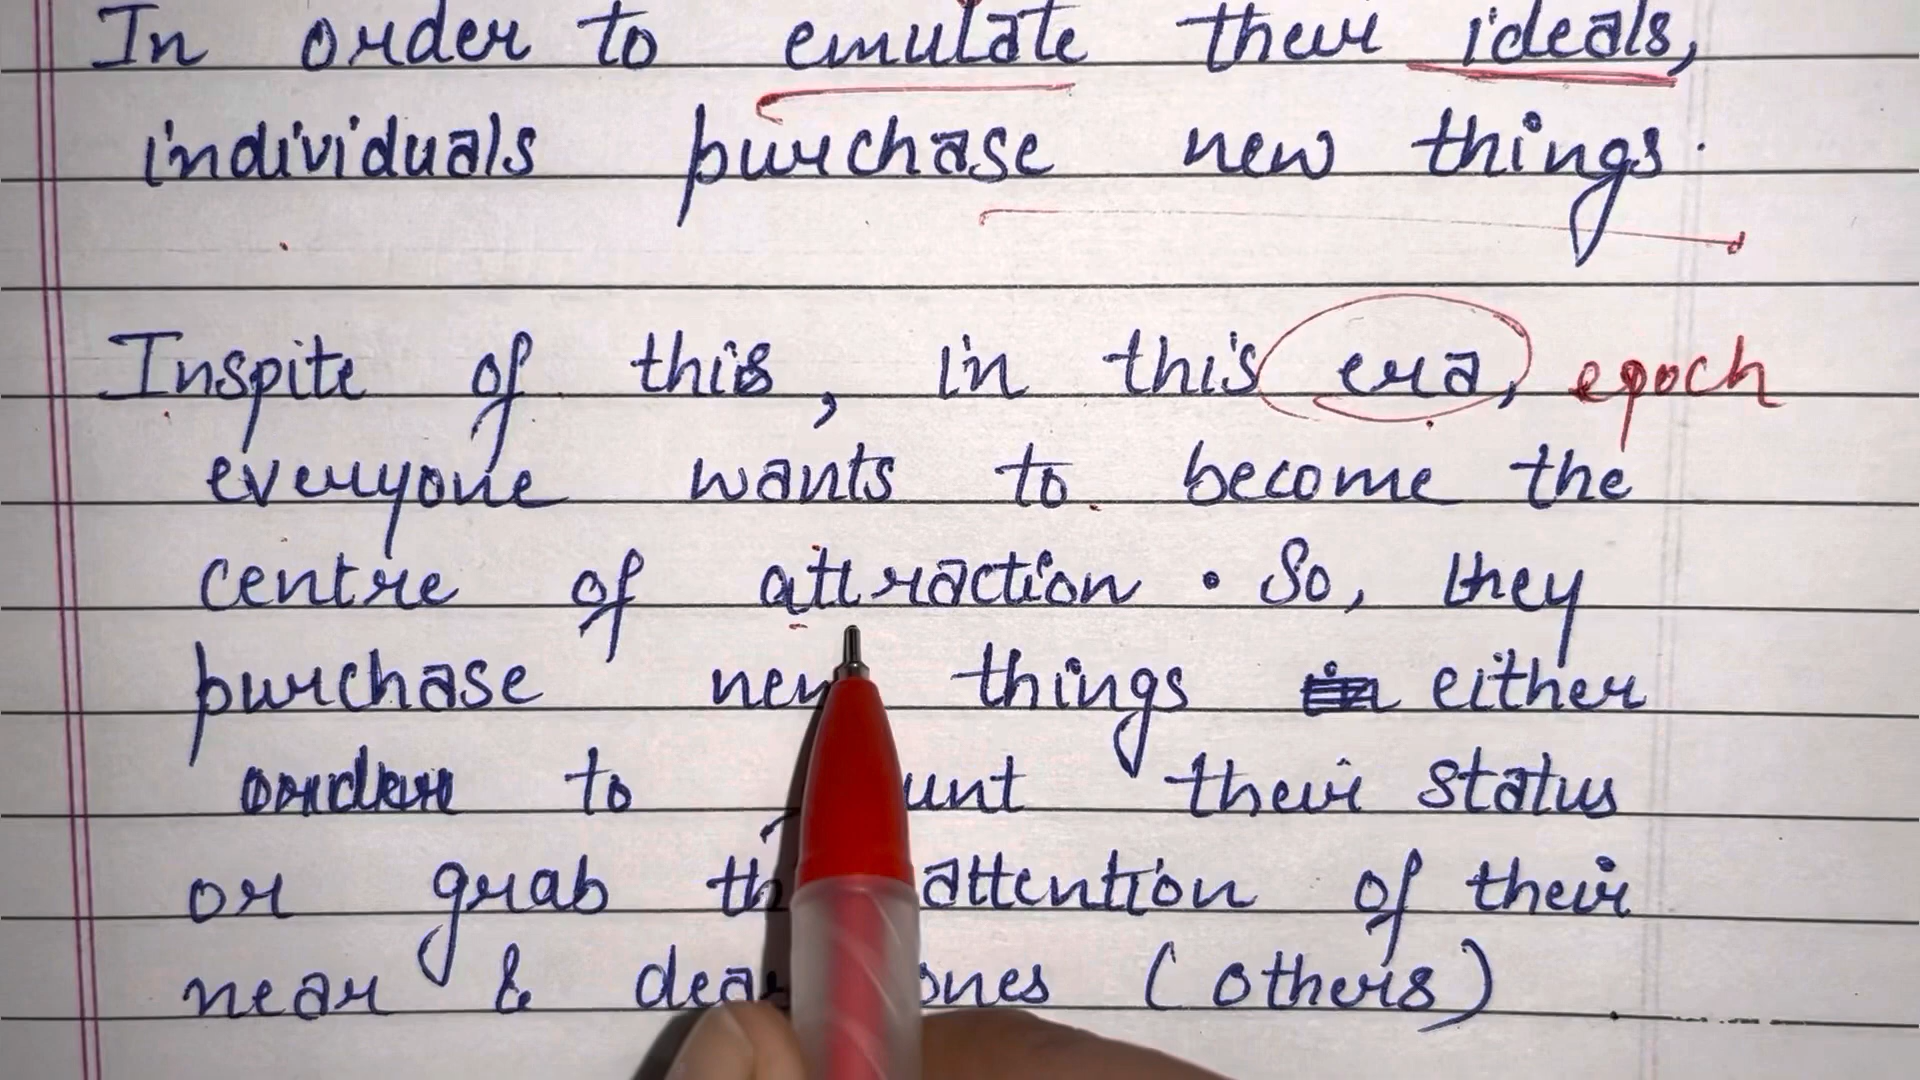 In order to emulate their ideals,
individuals purchase new things.
Inspite of this, in this era, epoch
everyone wants to become the
centre of attraction. So, they
purchase new things either
to their status
or grab attention of their
near & ones (others)